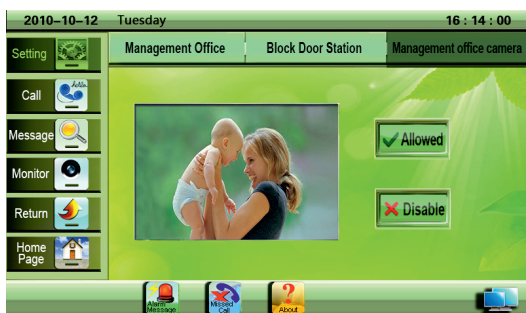 2010-10-12 Tuesday 16 : 14 : 00
Setting
Management Office
Block Door Station
Management office camera
Call
hello
Message
Allowed
Monitor
Return
Disable
Home
Page
Alarm
Message
Missed
Call
?
About